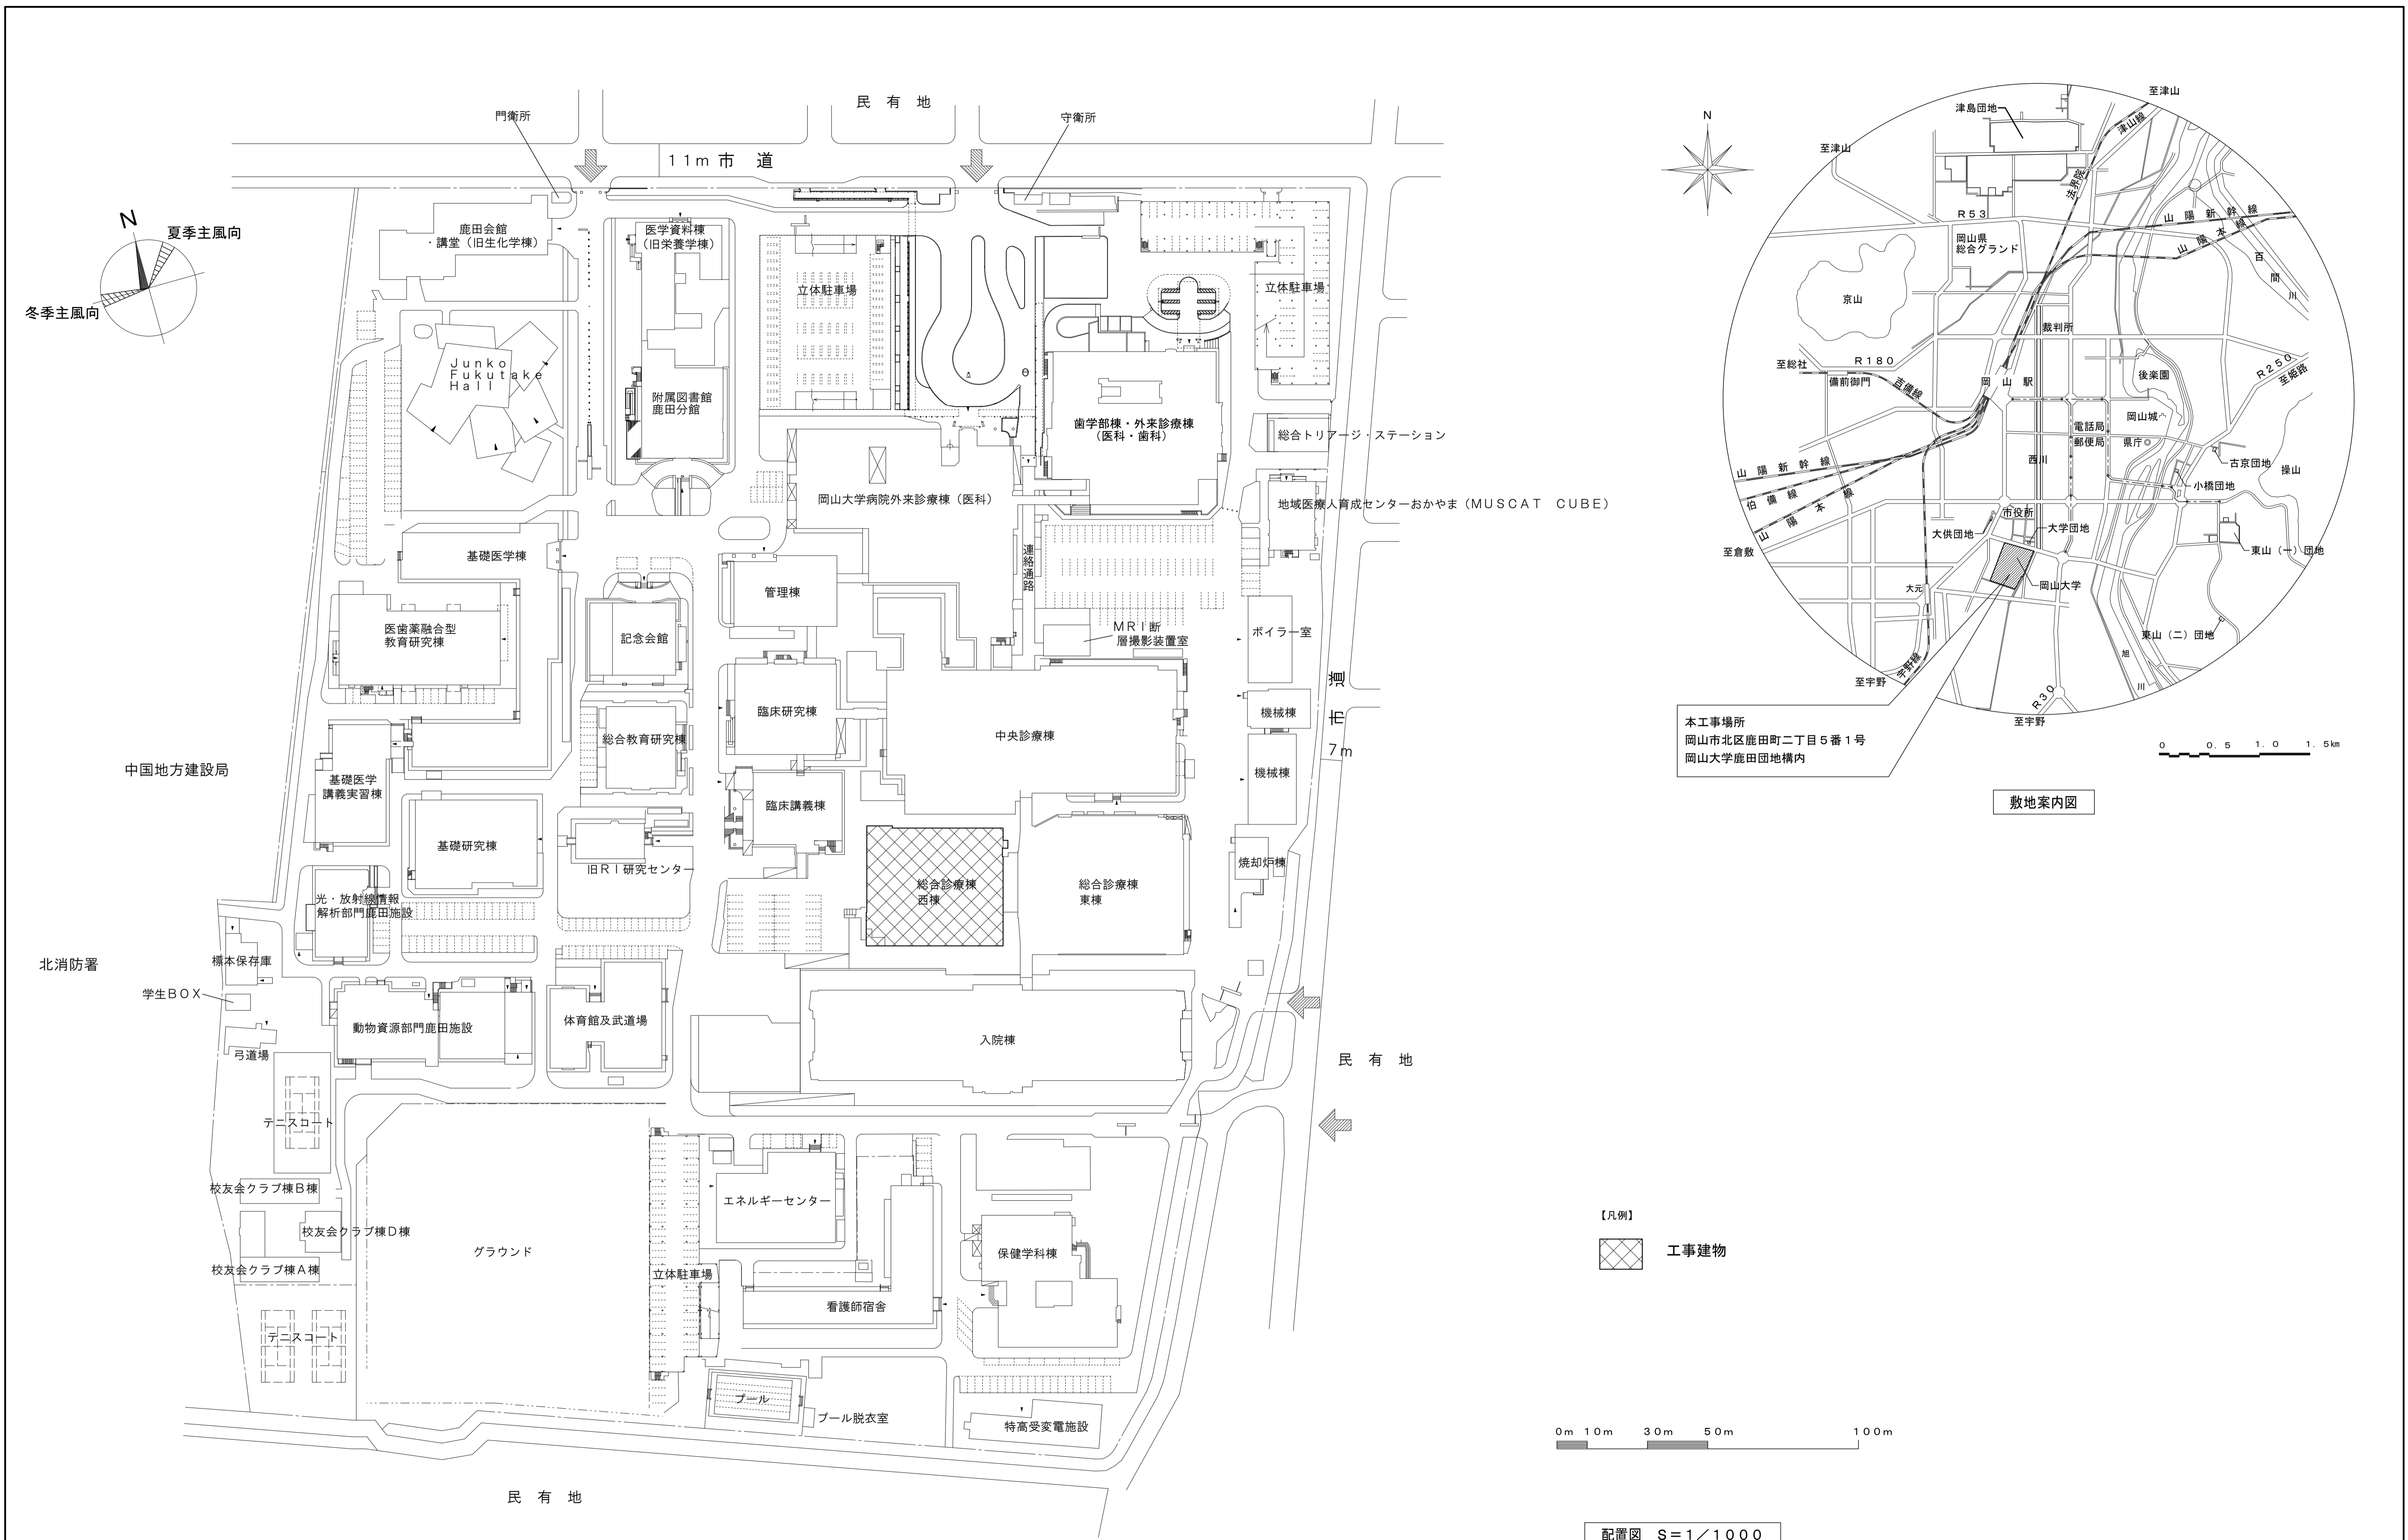 民 有 地
門衛所
守衛所
11m 市 道
N
夏季主風向
冬季主風向
鹿田会館
・講堂（旧生化学棟）
医学資料棟
（旧栄養学棟）
立体駐車場
立体駐車場
Junko
Fukutake
Hall
附属図書館
鹿田分館
歯学部棟・外来診療棟
（医科・歯科）
総合トリアージ・ステーション
岡山大学病院外来診療棟（医科）
地域医療人育成センターおかやま（MUSCAT CUBE）
基礎医学棟
連絡通路
管理棟
医歯薬融合型
教育研究棟
記念会館
MRI断
層撮影装置室
ボイラー室
臨床研究棟
機械棟
7m 市 道
総合教育研究棟
中央診療棟
中国地方建設局
基礎医学
講義実習棟
機械棟
臨床講義棟
基礎研究棟
旧RI研究センター
焼却炉棟
総合診療棟
西棟
総合診療棟
東棟
光・放射線情報
解析部門鹿田施設
北消防署
標本保存庫
学生BOX
動物資源部門鹿田施設
体育館及武道場
入院棟
弓道場
民 有 地
テニスコート
校友会クラブ棟B棟
エネルギーセンター
校友会クラブ棟D棟
グラウンド
保健学科棟
校友会クラブ棟A棟
立体駐車場
看護師宿舎
テニスコート
プール
プール脱衣室
特高受変電施設
民 有 地
N
至津山
津島団地
津山線
至津山
法界院
R53
山 陽 新 幹 線
山 陽 本 線
岡山県
総合グランド
百 間 川
京山
裁判所
至総社
R180
備前御門
吉備線
岡 山 駅
後楽園
R250
至姫路
岡山城
電話局
郵便局
県庁◎
西川
古京団地
操山
山 陽 新 幹 線
伯 備 線
山 陽 本 線
小橋団地
市役所
大供団地
大学団地
至倉敷
東山（一）団地
大元
岡山大学
東山（二）団地
旭 川
宇野線
至宇野
R30
至宇野
本工事場所
岡山市北区鹿田町二丁目5番1号
岡山大学鹿田団地構内
0 0.5 1.0 1.5km
敷地案内図
【凡例】
工事建物
0m 10m 30m 50m 100m
配置図 S=1/1000